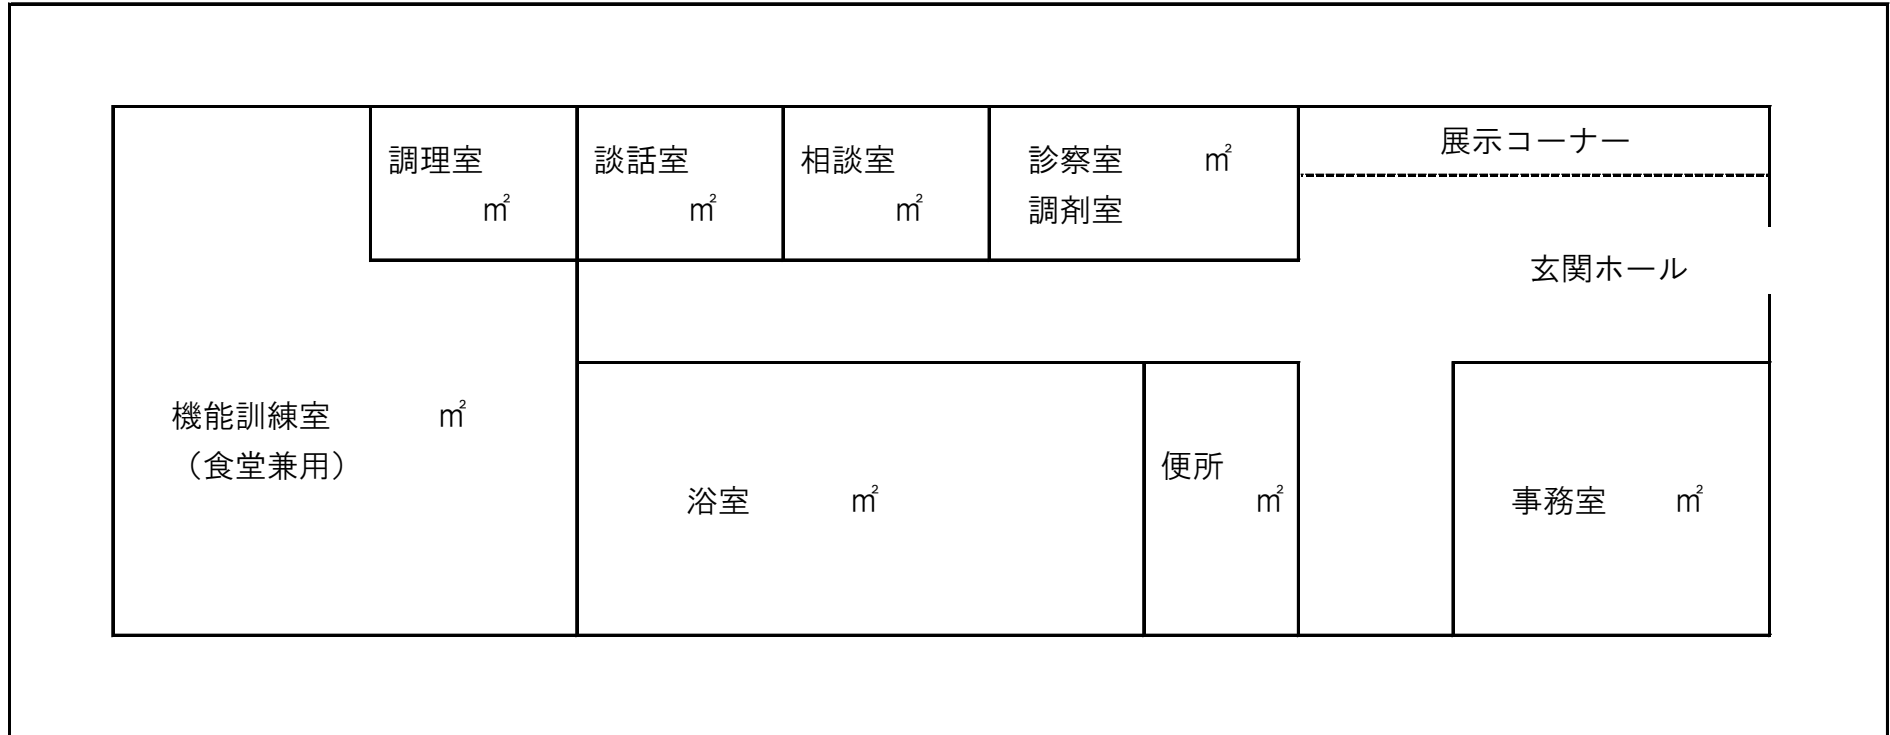 調理室
㎡
談話室
㎡
相談室
㎡
診察室 ㎡
調剤室
展示コーナー
玄関ホール
機能訓練室 ㎡
（食堂兼用）
浴室 ㎡
便所
㎡
事務室 ㎡